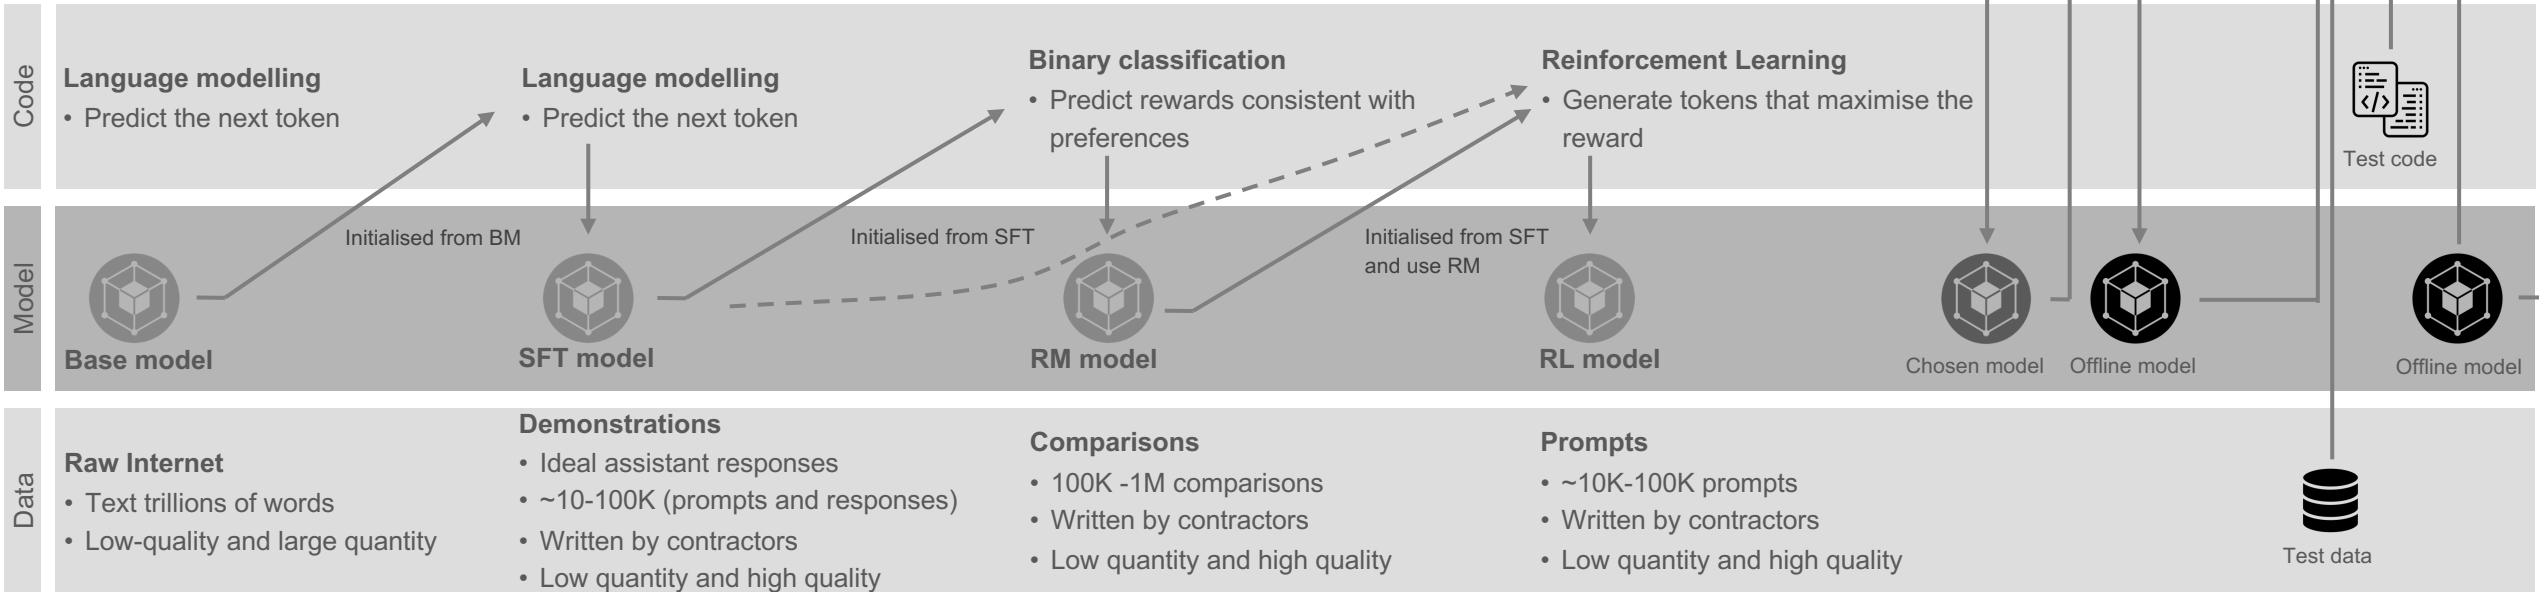 Code
Language modelling
• Predict the next token
Language modelling
• Predict the next token
Binary classification
• Predict rewards consistent with
preferences
Reinforcement Learning
• Generate tokens that maximise the
reward
Test code
Model
Initialised from BM
Initialised from SFT
Initialised from SFT
and use RM
Base model
SFT model
RM model
RL model
Chosen model
Offline model
Offline model
Data
Raw Internet
• Text trillions of words
• Low-quality and large quantity
Demonstrations
• Ideal assistant responses
• ~10-100K (prompts and responses)
• Written by contractors
• Low quantity and high quality
Comparisons
• 100K -1M comparisons
• Written by contractors
• Low quantity and high quality
Prompts
• ~10K-100K prompts
• Written by contractors
• Low quantity and high quality
Test data